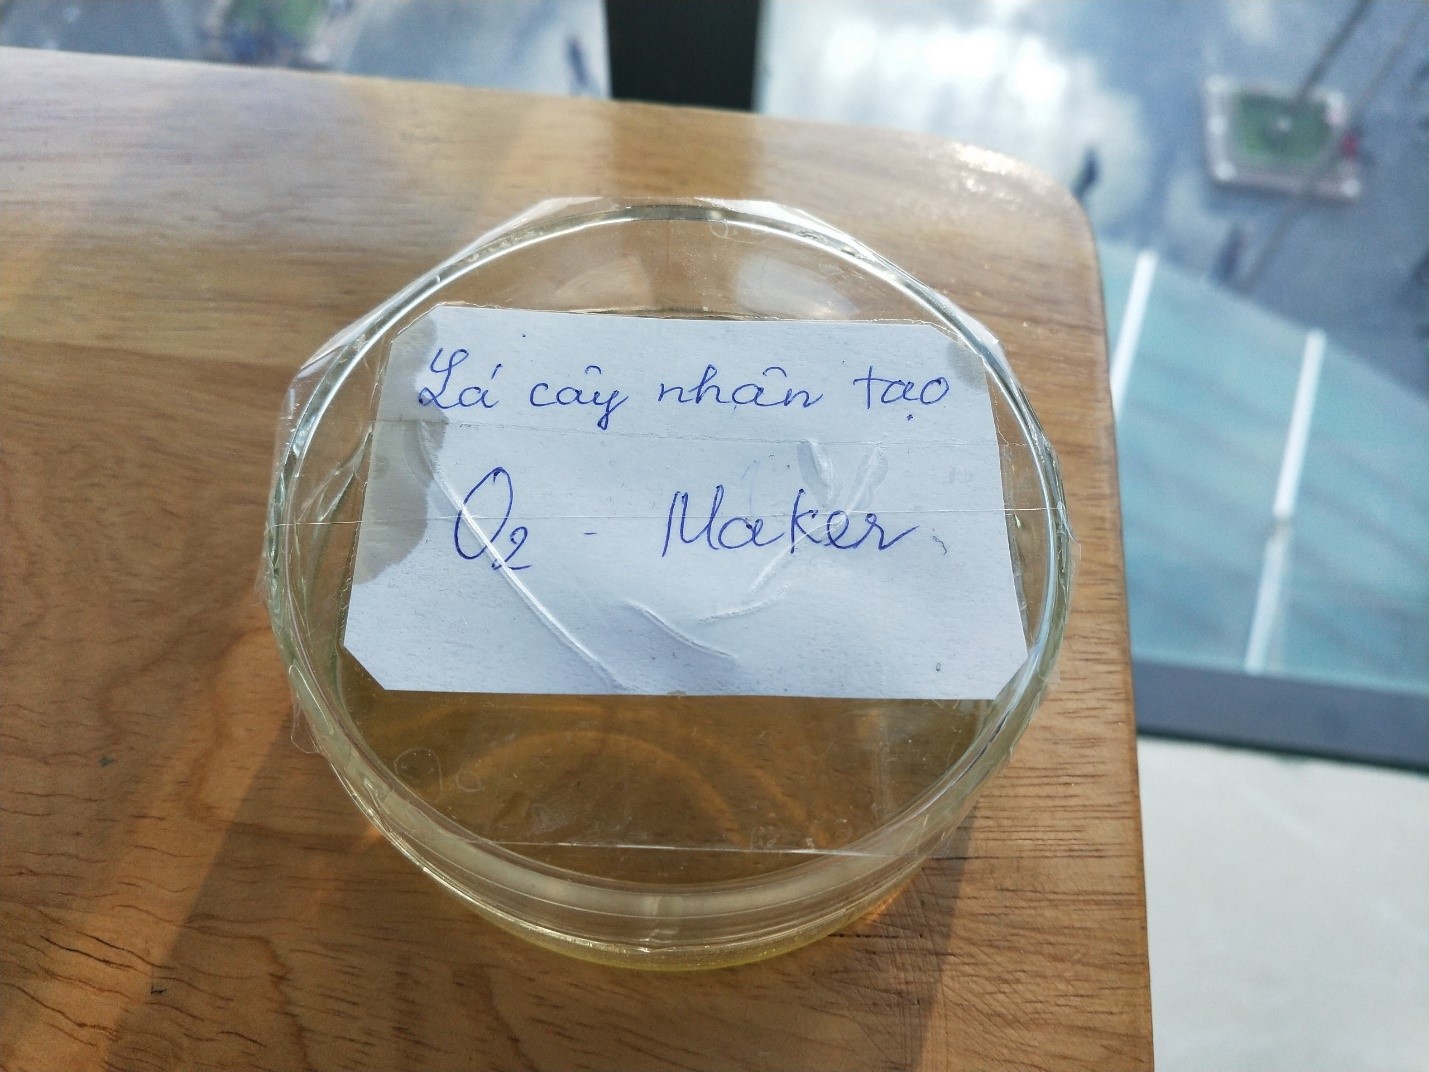 Lá cây nhân tạo
O₂ - Maker